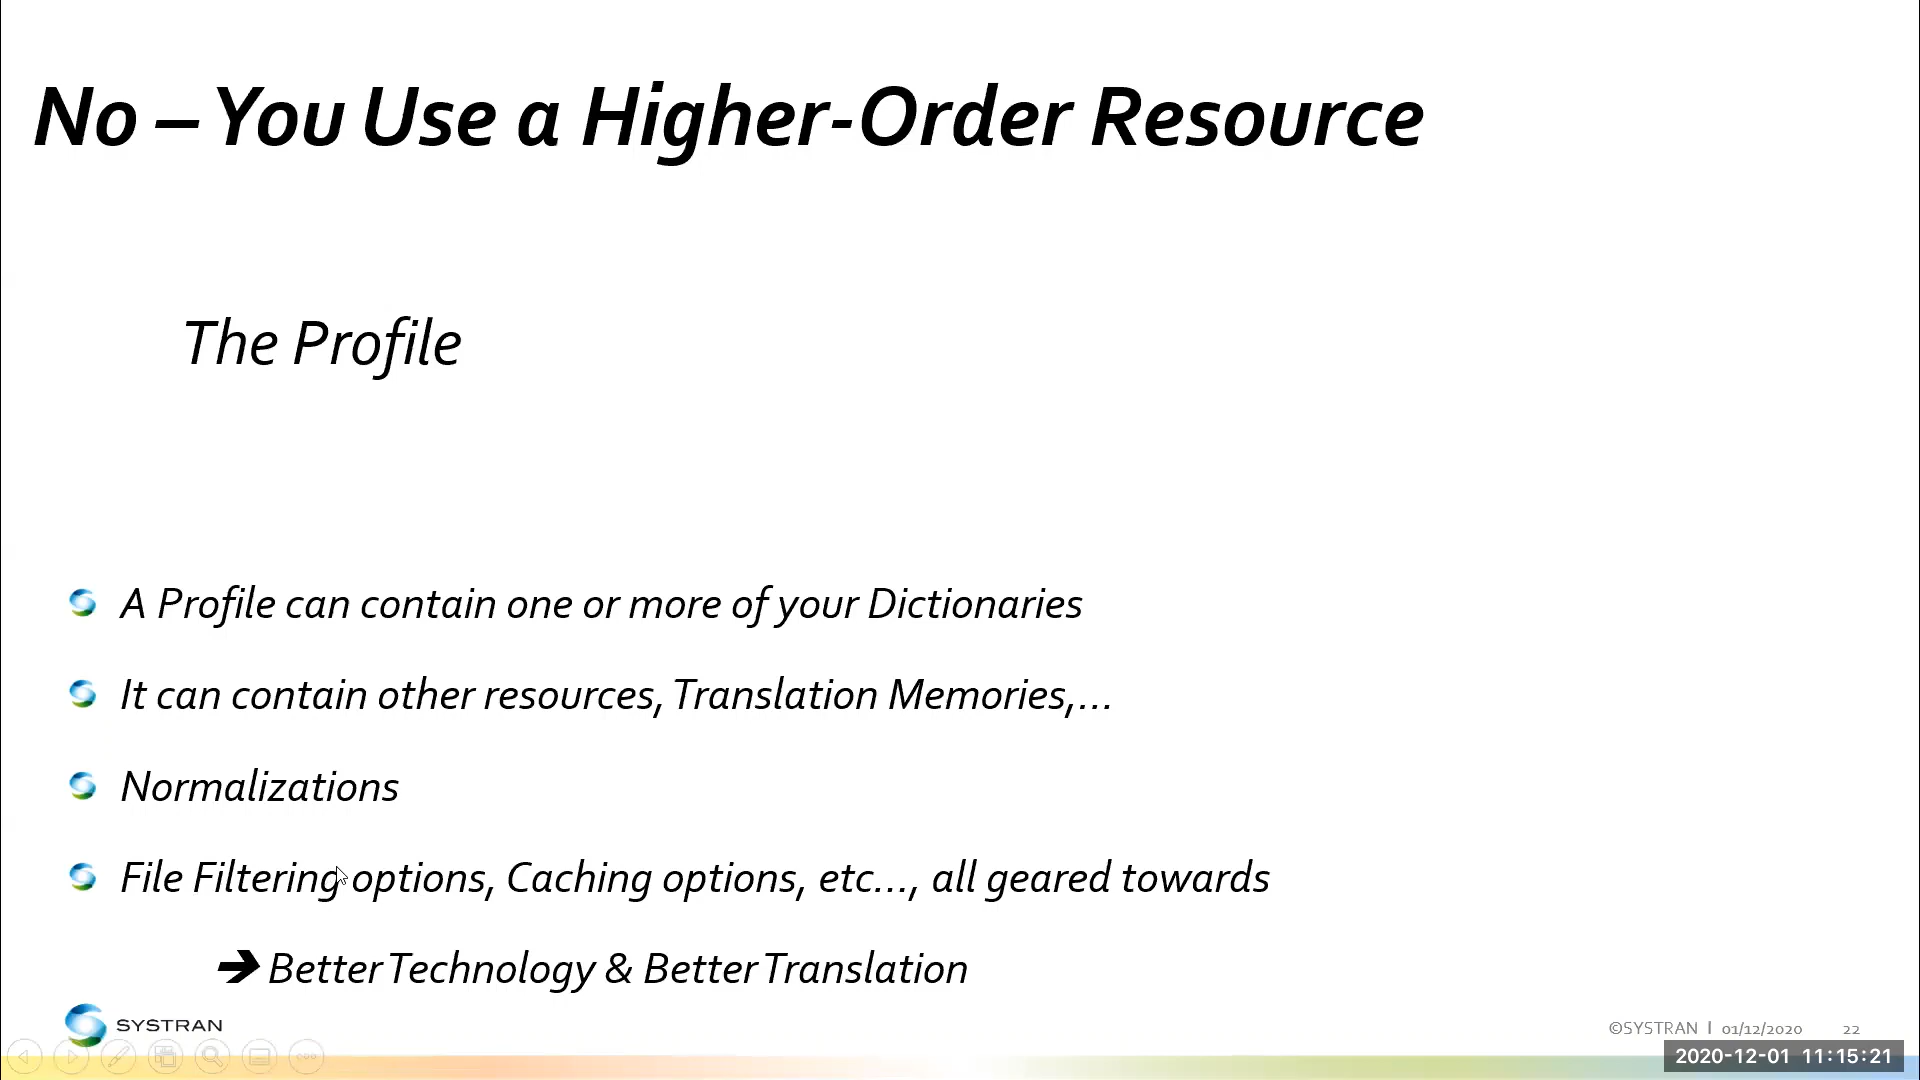 No – You Use a Higher-Order Resource
The Profile
A Profile can contain one or more of your Dictionaries
It can contain other resources, Translation Memories,...
Normalizations
File Filtering options, Caching options, etc..., all geared towards
➔ Better Technology & Better Translation
SYSTRAN
©SYSTRAN I 01/12/2020 22
2020-12-01 11:15:21